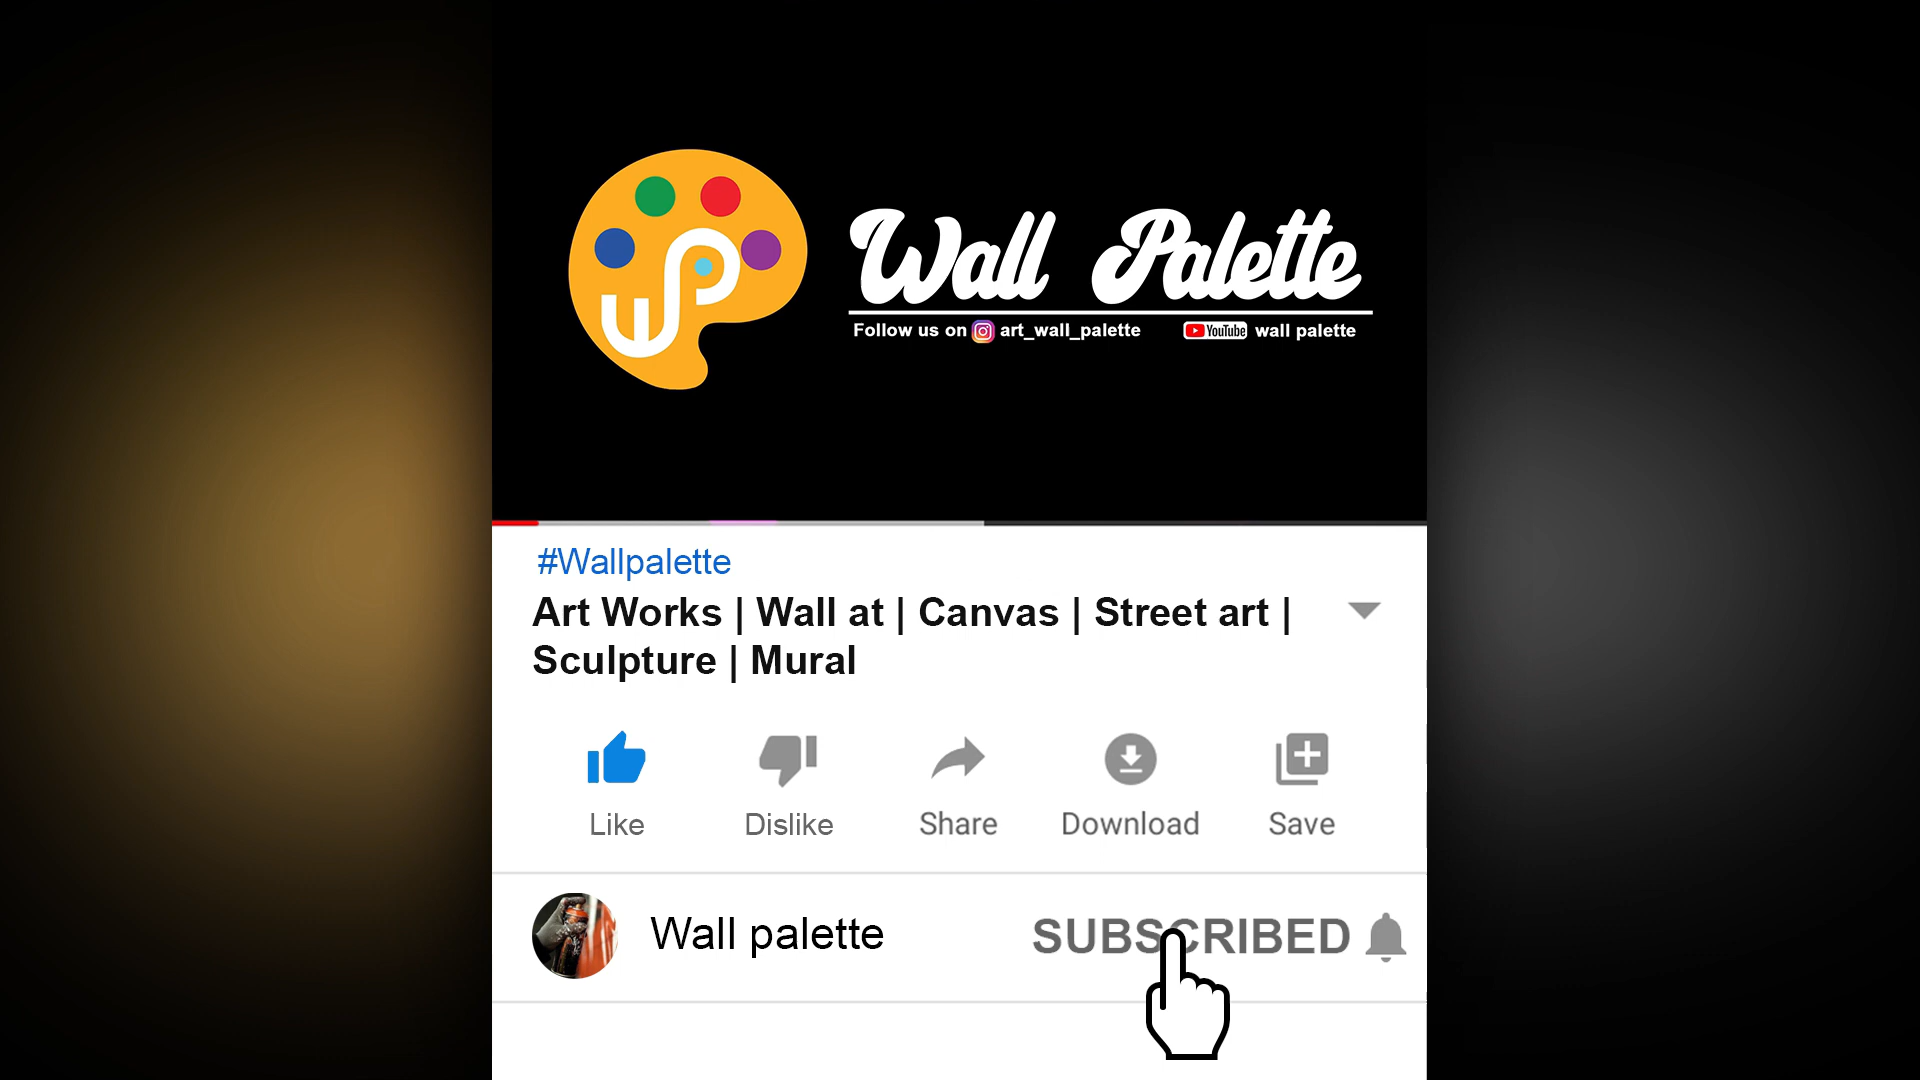 wp
Wall Palette
Follow us on art_wall_palette YouTube wall palette
#Wallpalette
Art Works | Wall at | Canvas | Street art |
Sculpture | Mural
Like Dislike Share Download Save
Wall palette SUBSCRIBED